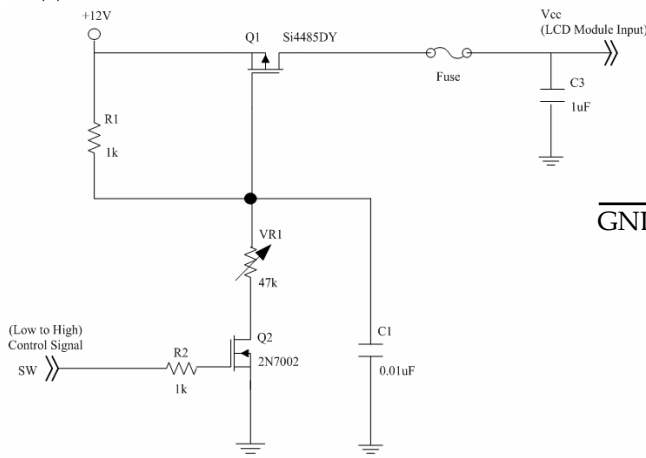 +12V
Q1
Si4485DY
Vcc
(LCD Module Input)
Fuse
C3
1uF
R1
1k
VR1
47k
(Low to High)
Control Signal
SW
R2
1k
Q2
2N7002
C1
0.01uF